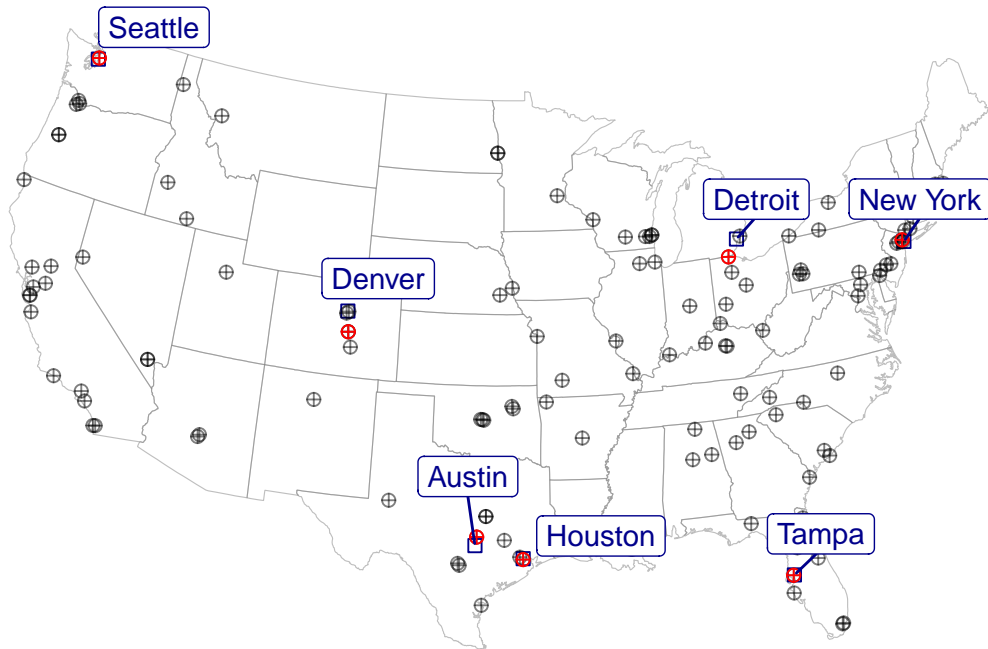 Seattle
Detroit
New York
Denver
Austin
Houston
Tampa